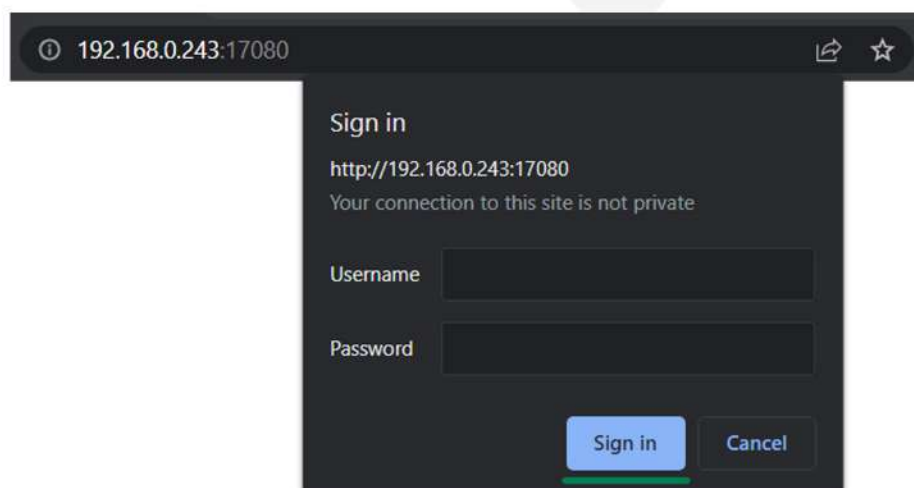 192.168.0.243:17080
Sign in
http://192.168.0.243:17080
Your connection to this site is not private
Username
Password
Sign in Cancel